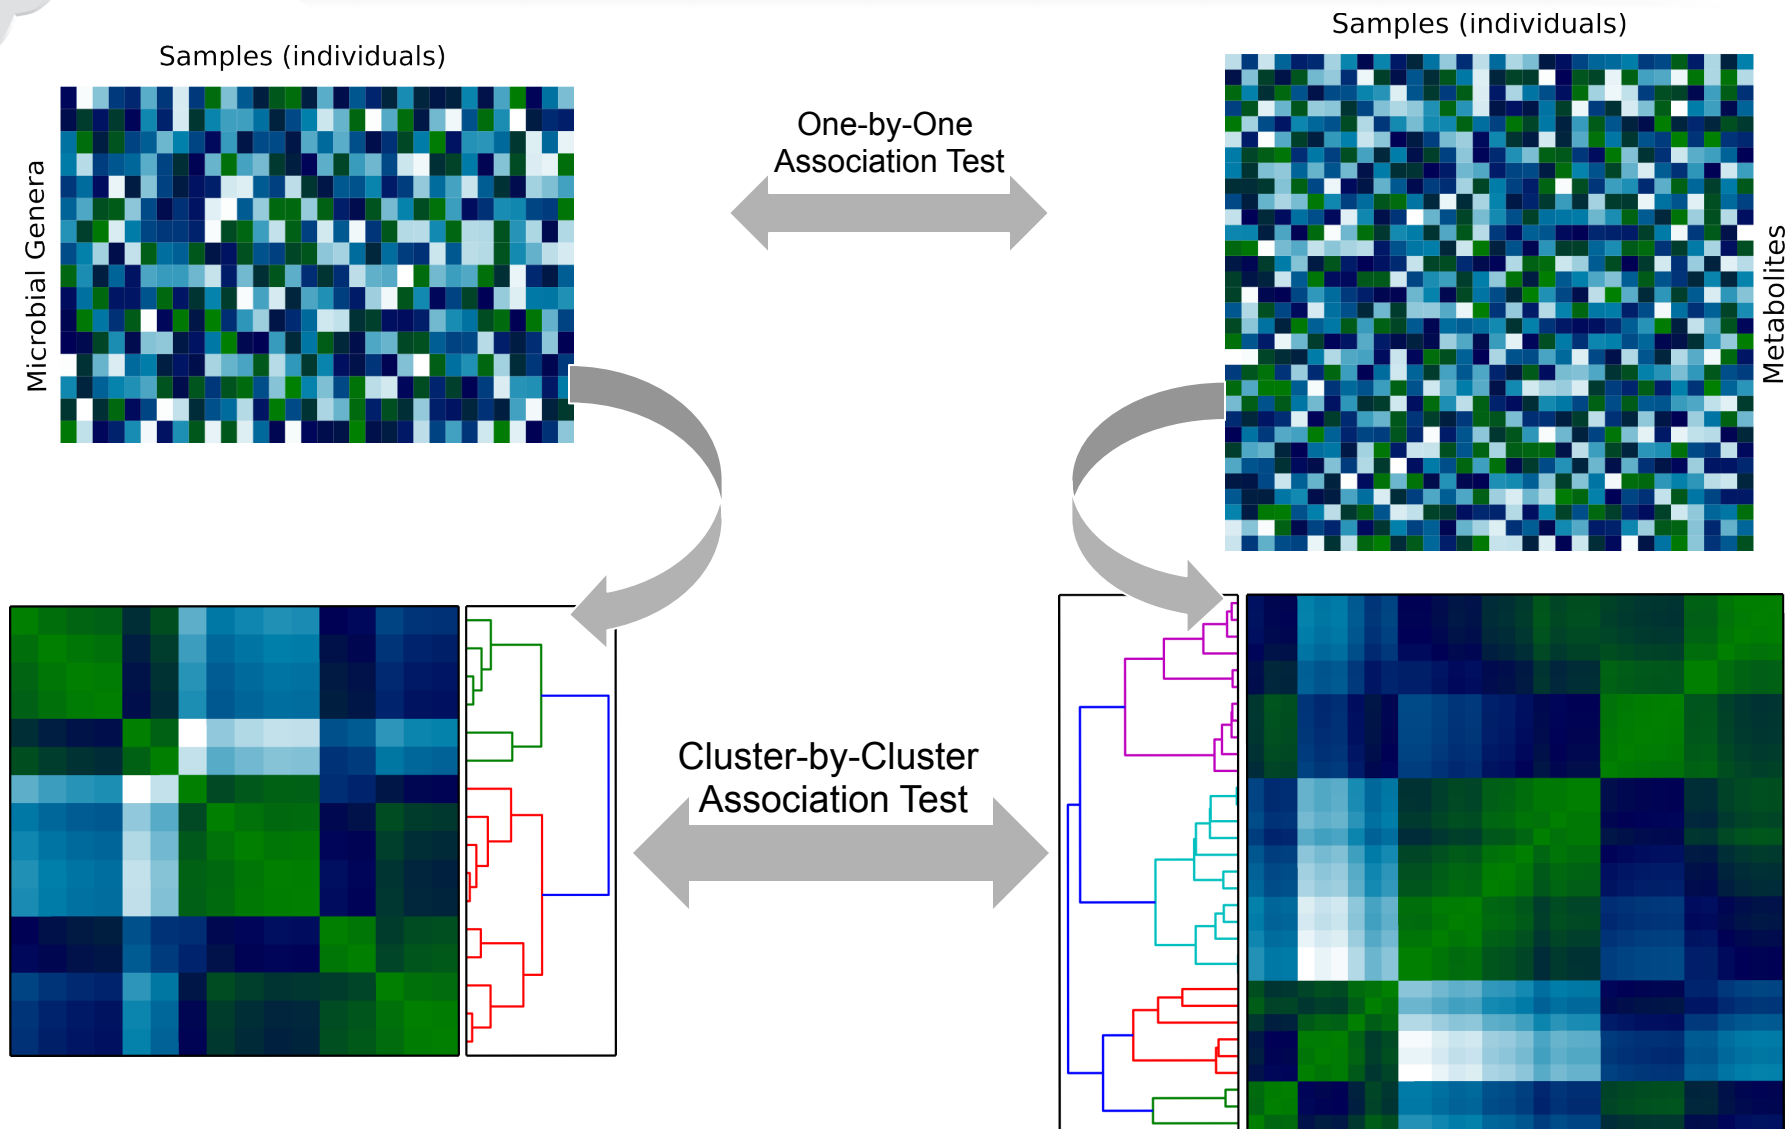 Samples (individuals)
Samples (individuals)
Microbial Genera
One-by-One
Association Test
Metabolites
Cluster-by-Cluster
Association Test